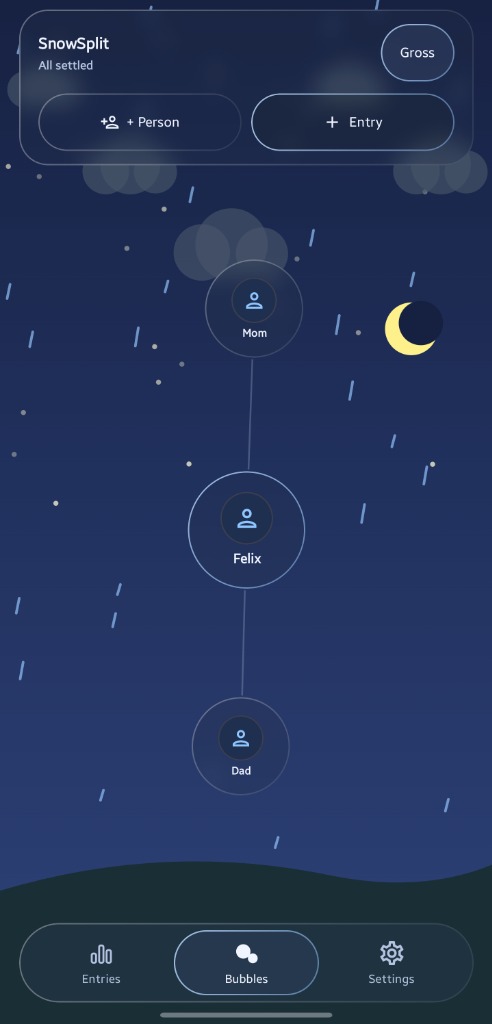 SnowSplit
All settled
Gross
+ Person
Entry
Mom
Felix
Dad
Entries
Bubbles
Settings